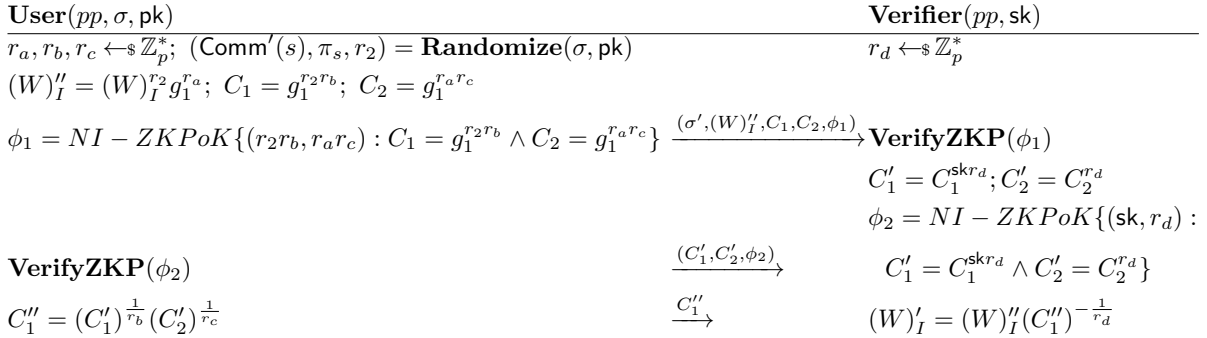 User(pp, σ, pk) Verifier(pp, sk)
r_a, r_b, r_c ←$ ℤ_p^*; (Comm′(s), π_s, r_2) = Randomize(σ, pk) r_d ←$ ℤ_p^*
(W)″_I = (W)_I^{r_2} g_1^{r_a}; C_1 = g_1^{r_2 r_b}; C_2 = g_1^{r_a r_c}
ϕ_1 = NI − ZKPoK{(r_2 r_b, r_a r_c) : C_1 = g_1^{r_2 r_b} ∧ C_2 = g_1^{r_a r_c}} (σ′,(W)″_I,C_1,C_2,ϕ_1) → VerifyZKP(ϕ_1)
C′_1 = C_1^{sk r_d}; C′_2 = C_2^{r_d}
ϕ_2 = NI − ZKPoK{(sk, r_d) :
VerifyZKP(ϕ_2) (C′_1,C′_2,ϕ_2) → C′_1 = C_1^{sk r_d} ∧ C′_2 = C_2^{r_d}}
C″_1 = (C′_1)^{1/r_b} (C′_2)^{1/r_c} C″_1 → (W)′_I = (W)″_I (C″_1)^{−1/r_d}